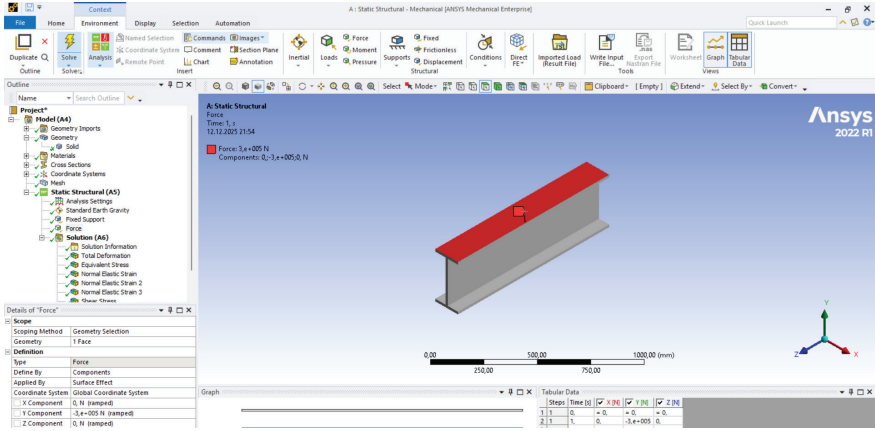 A : Static Structural - Mechanical [ANSYS Mechanical Enterprise]
Context
File Home Environment Display Selection Automation
Quick Launch
Duplicate Q Solve Analysis
Named Selection
Coordinate System
Remote Point
Commands
Comment
Chart
Images
Section Plane
Annotation
Inertial Loads
Force
Moment
Pressure
Supports
Fixed
Frictionless
Displacement
Conditions
Direct
FE
Imported Load
(Result File)
Write Input
File...
Export
Nastran File
.nas
Worksheet Graph Tabular
Data
Outline Solver Insert Structural Tools Views
Outline
Name Search Outline
Select Mode Clipboard [ Empty ] Extend Select By Convert
Project*
Model (A4)
Geometry Imports
Geometry
Solid
Materials
Cross Sections
Coordinate Systems
Mesh
Static Structural (A5)
Analysis Settings
Standard Earth Gravity
Fixed Support
Force
Solution (A6)
Solution Information
Total Deformation
Equivalent Stress
Normal Elastic Strain
Normal Elastic Strain 2
Normal Elastic Strain 3
Shear Stress
A: Static Structural
Force
Time: 1, s
12.12.2025 21:54
Force: 3,e+005 N
Components: 0,;-3,e+005;0, N
Ansys
2022 R1
0,00 500,00 1000,00 (mm)
250,00 750,00
Y
Z X
Details of "Force"
Scope
Scoping Method Geometry Selection
Geometry 1 Face
Definition
Type Force
Define By Components
Applied By Surface Effect
Coordinate System Global Coordinate System
X Component 0, N (ramped)
Y Component -3,e+005 N (ramped)
Z Component 0, N (ramped)
Graph
Tabular Data
Steps Time [s] X [N] Y [N] Z [N]
1 1 0, = 0, = 0, = 0,
2 1 1, 0, -3,e+005 0,